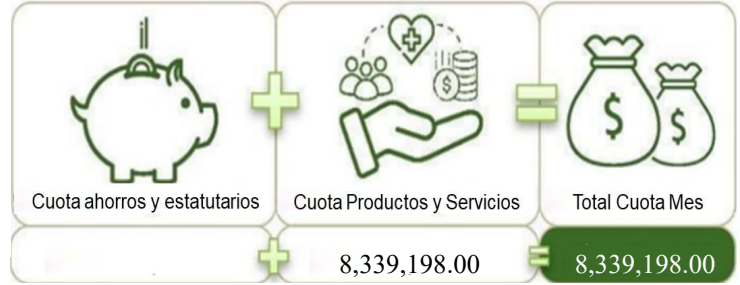 Cuota ahorros y estatutarios
Cuota Productos y Servicios
Total Cuota Mes
8,339,198.00
8,339,198.00